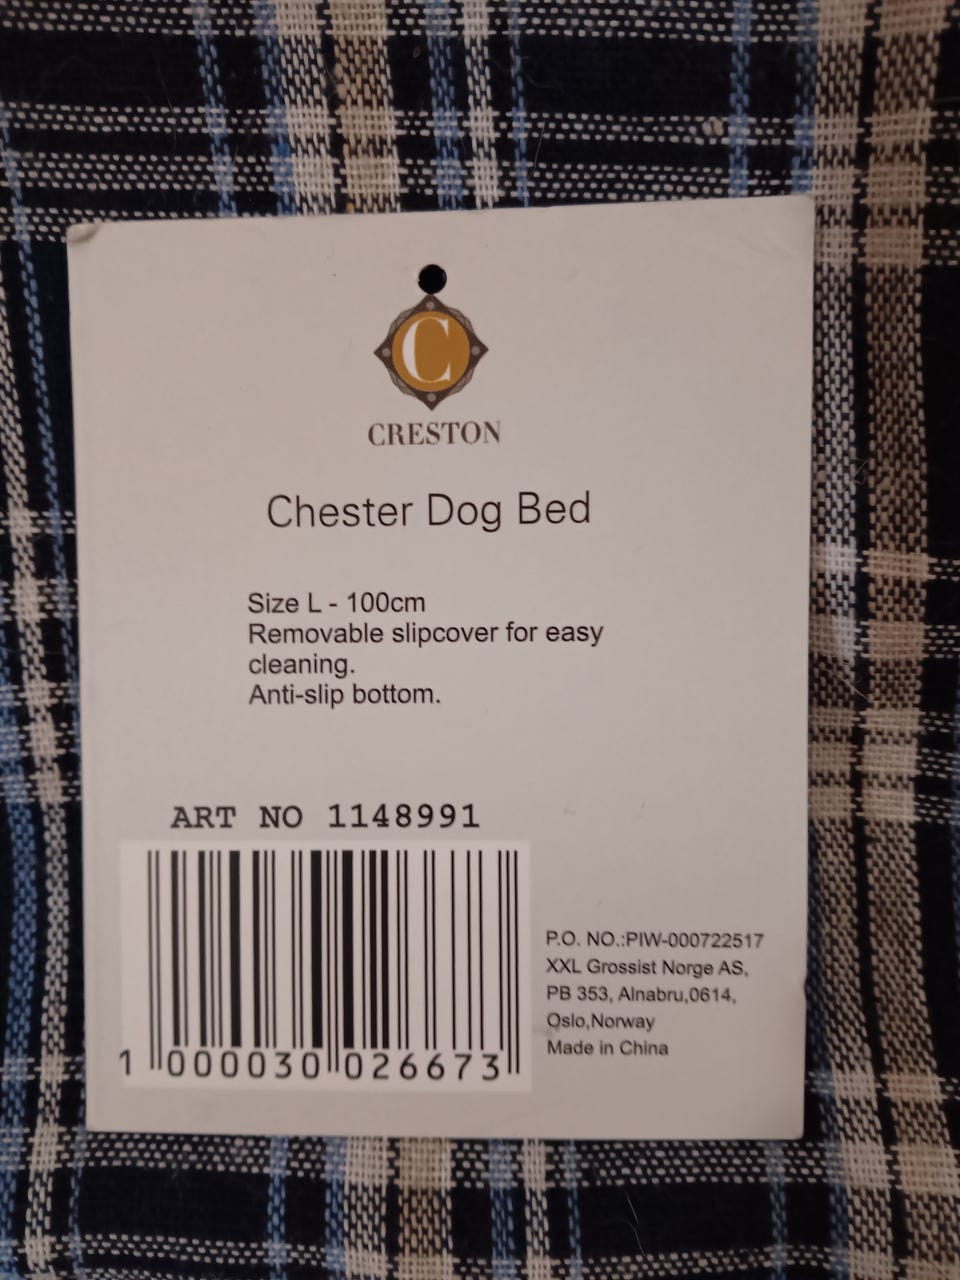 C
CRESTON
Chester Dog Bed
Size L - 100cm
Removable slipcover for easy
cleaning.
Anti-slip bottom.
ART NO 1148991
1 000030 026673
P.O. NO.:PIW-000722517
XXL Grossist Norge AS,
PB 353, Alnabru,0614,
Oslo,Norway
Made in China